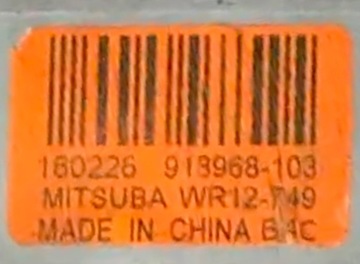 160226 918968-103
MITSUBA WR12-749
MADE IN CHINA BAC